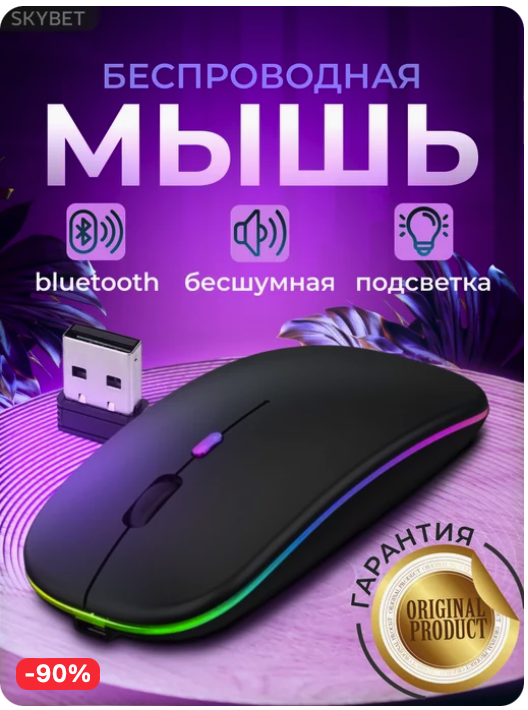 SKYBET
БЕСПРОВОДНАЯ
МЫШЬ
bluetooth бесшумная подсветка
ГАРАНТИЯ
ORIGINAL
PRODUCT
-90%